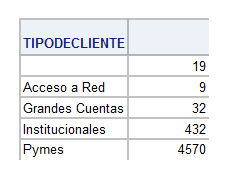 TIPODECLIENTE
19
Acceso a Red 9
Grandes Cuentas 32
Institucionales 432
Pymes 4570